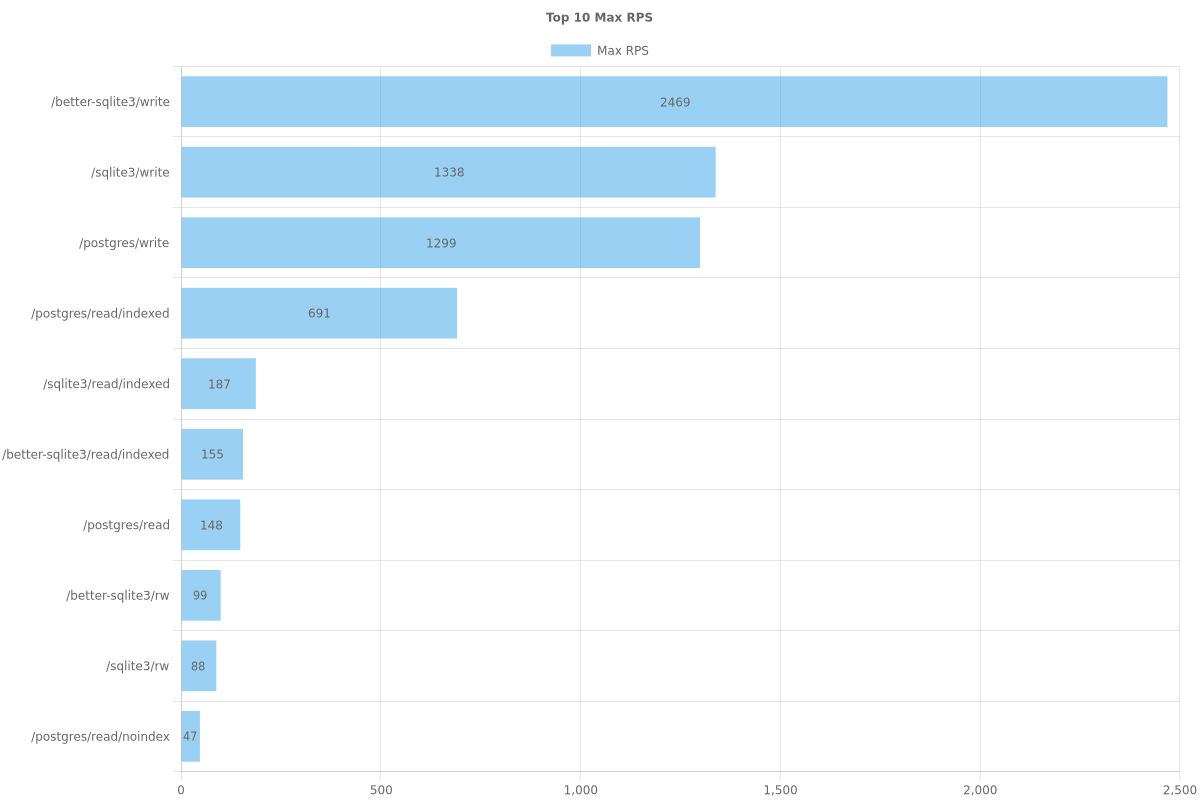 Top 10 Max RPS
Max RPS
/better-sqlite3/write 2469
/sqlite3/write 1338
/postgres/write 1299
/postgres/read/indexed 691
/sqlite3/read/indexed 187
/better-sqlite3/read/indexed 155
/postgres/read 148
/better-sqlite3/rw 99
/sqlite3/rw 88
/postgres/read/noindex 47
0 500 1,000 1,500 2,000 2,500